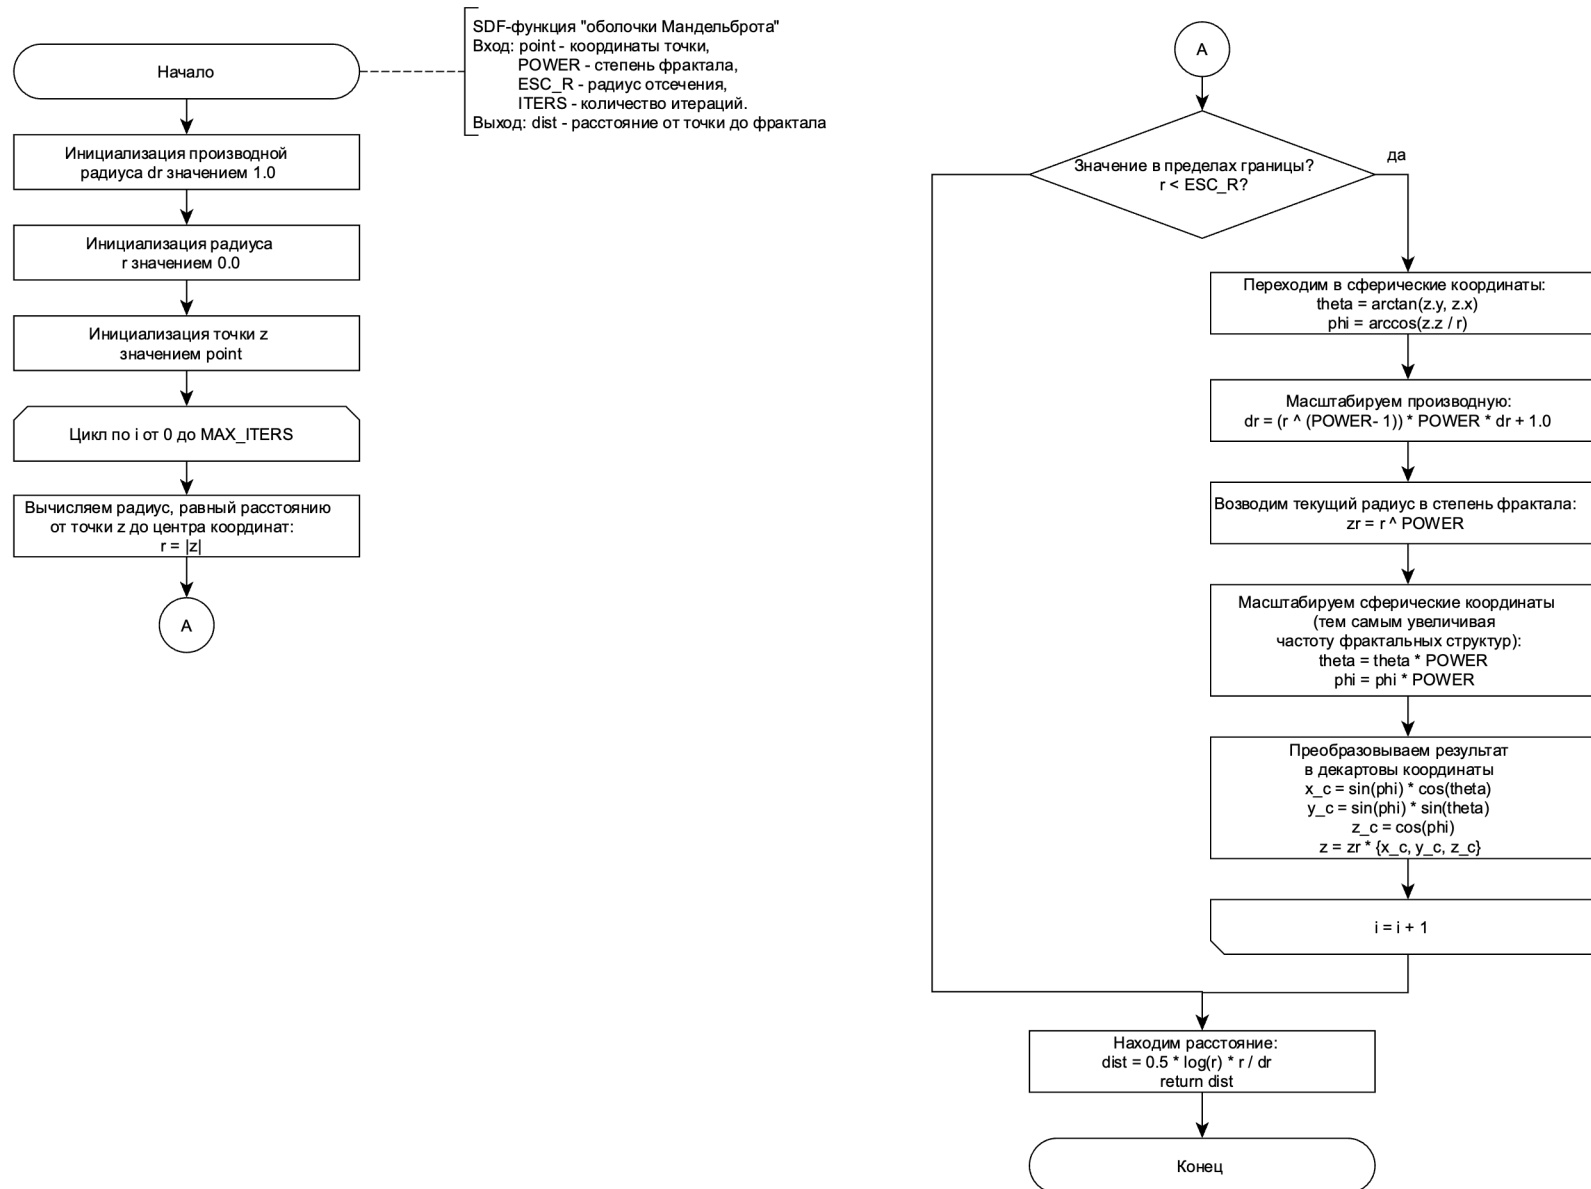 Начало
SDF-функция "оболочки Мандельброта"
Вход: point - координаты точки,
POWER - степень фрактала,
ESC_R - радиус отсечения,
ITERS - количество итераций.
Выход: dist - расстояние от точки до фрактала
Инициализация производной
радиуса dr значением 1.0
Инициализация радиуса
r значением 0.0
Инициализация точки z
значением point
Цикл по i от 0 до MAX_ITERS
Вычисляем радиус, равный расстоянию
от точки z до центра координат:
r = |z|
A
A
Значение в пределах границы?
r < ESC_R?
да
Переходим в сферические координаты:
theta = arctan(z.y, z.x)
phi = arccos(z.z / r)
Масштабируем производную:
dr = (r ^ (POWER- 1)) * POWER * dr + 1.0
Возводим текущий радиус в степень фрактала:
zr = r ^ POWER
Масштабируем сферические координаты
(тем самым увеличивая
частоту фрактальных структур):
theta = theta * POWER
phi = phi * POWER
Преобразовываем результат
в декартовы координаты
x_c = sin(phi) * cos(theta)
y_c = sin(phi) * sin(theta)
z_c = cos(phi)
z = zr * {x_c, y_c, z_c}
i = i + 1
Находим расстояние:
dist = 0.5 * log(r) * r / dr
return dist
Конец